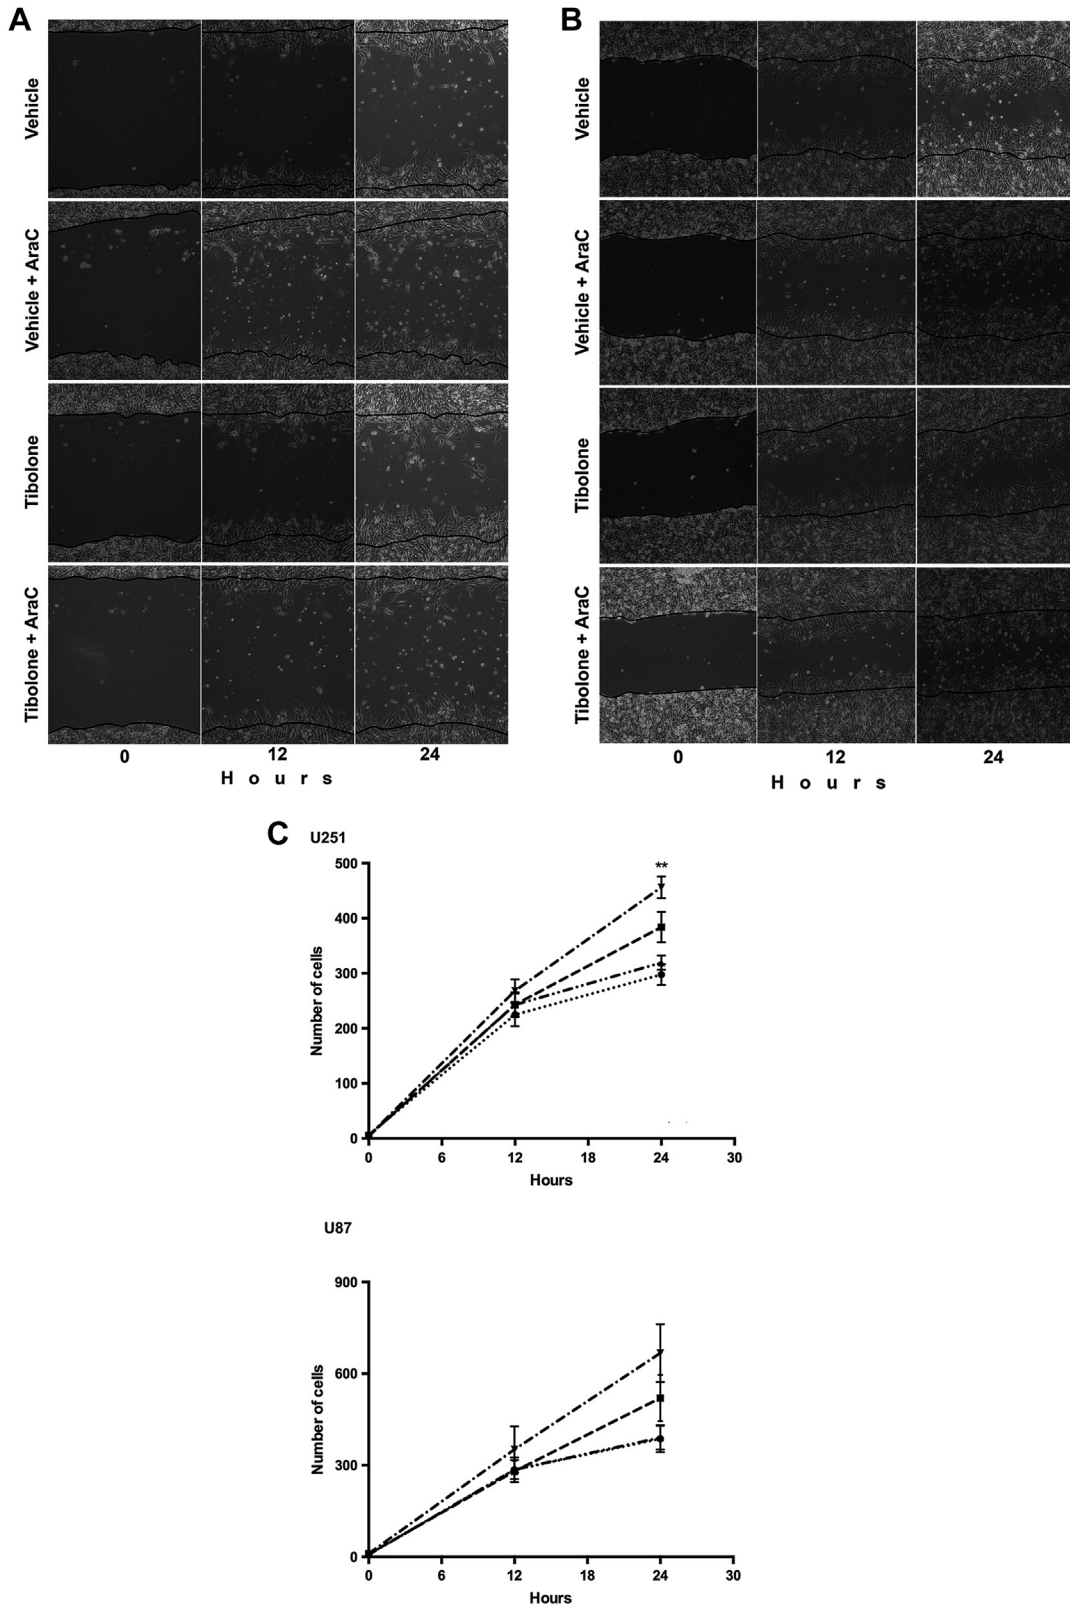 A
Vehicle
Vehicle + AraC
Tibolone
Tibolone + AraC
0 12 24
H o u r s
B
Vehicle
Vehicle + AraC
Tibolone
Tibolone + AraC
0 12 24
H o u r s
C U251
**
500
400
300
200
100
0
Number of cells
0 6 12 18 24 30
Hours
U87
900
600
300
0
Number of cells
0 6 12 18 24 30
Hours